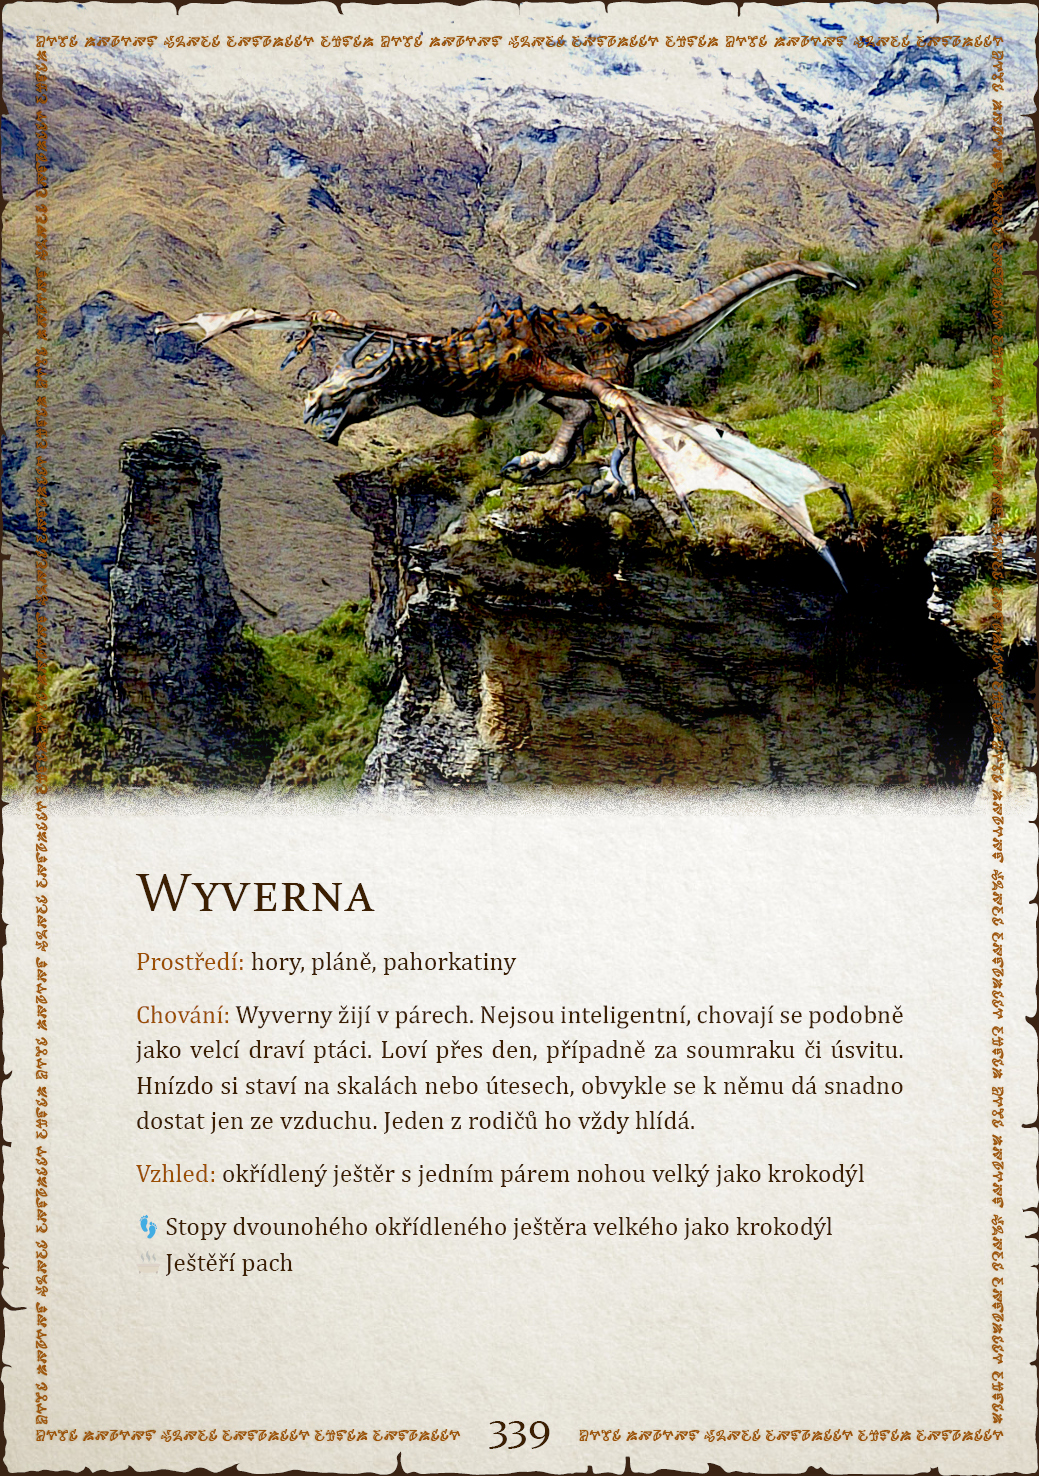 Wyverna
Prostředí: hory, pláně, pahorkatiny
Chování: Wyverny žijí v párech. Nejsou inteligentní, chovají se podobně
jako velcí draví ptáci. Loví přes den, případně za soumraku či úsvitu.
Hnízdo si staví na skalách nebo útesech, obvykle se k němu dá snadno
dostat jen ze vzduchu. Jeden z rodičů ho vždy hlídá.
Vzhled: okřídlený ještěr s jedním párem nohou velký jako krokodýl
👣 Stopy dvounohého okřídleného ještěra velkého jako krokodýl
Ještěří pach
339